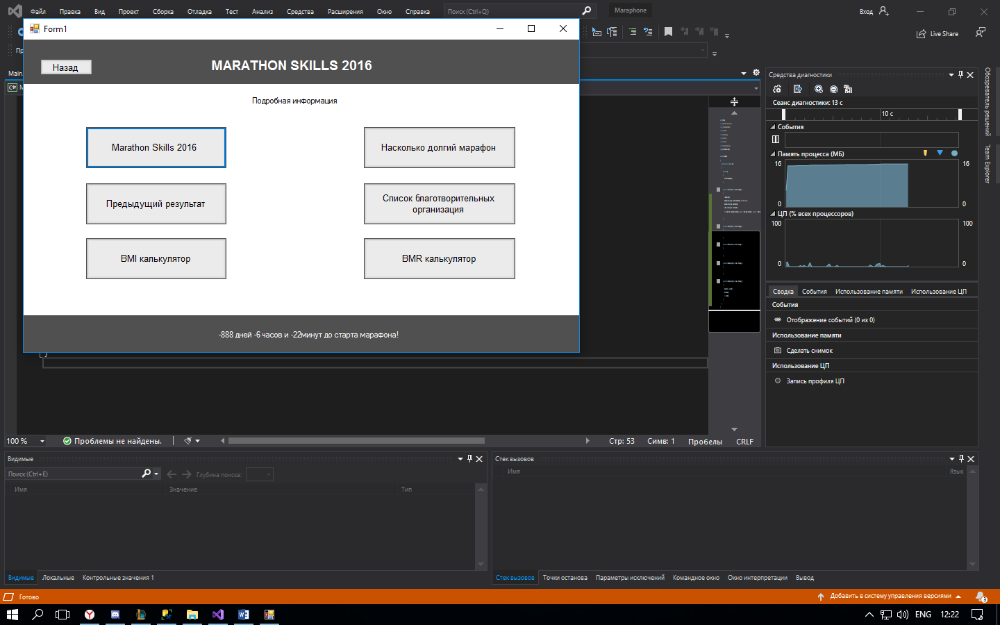 Файл Правка Вид Проект Сборка Отладка Тест Анализ Средства Расширения Окно Справка Поиск (Ctrl+Q) Maraphone Вход
Form1
Live Share
Пр
Назад
MARATHON SKILLS 2016
Main.
C# M
Подробная информация
Marathon Skills 2016
Насколько долгий марафон
Предыдущий результат
Список благотворительных
организация
BMI калькулятор
BMR калькулятор
-888 дней -6 часов и -22минут до старта марафона!
Средства диагностики
Сеанс диагностики: 13 с
10 с
События
Память процесса (МБ)
16 16
0 0
ЦП (% всех процессоров)
100 100
0 0
Сводка События Использование памяти Использование ЦП
События
Отображение событий (0 из 0)
Использование памяти
Сделать снимок
Использование ЦП
Запись профиля ЦП
Обозреватель решений
Team Explorer
100 % Проблемы не найдены. Стр: 53 Симв: 1 Пробелы CRLF
Видимые
Поиск (Ctrl+E) Глубина поиска:
Имя Значение Тип
Видимые Локальные Контрольные значения 1
Стек вызовов
Имя Язык
Стек вызовов Точки останова Параметры исключений Командное окно Окно интерпретации Вывод
Готово
Добавить в систему управления версиями
3
ENG 12:22